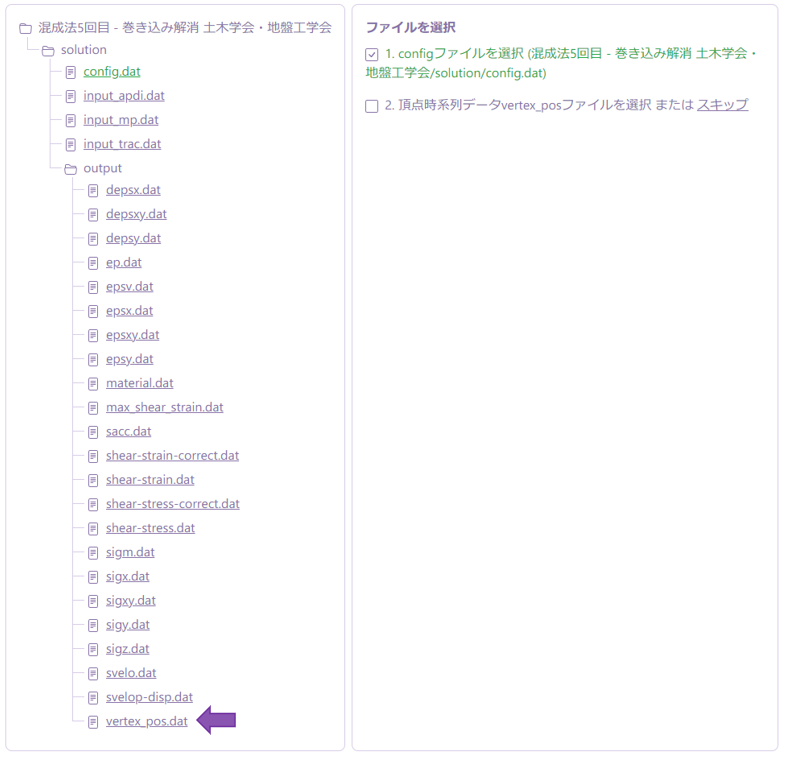 混成法5回目 - 巻き込み解消 土木学会・地盤工学会
solution
config.dat
input_apdi.dat
input_mp.dat
input_trac.dat
output
depsx.dat
depsxy.dat
depsy.dat
ep.dat
epsv.dat
epsx.dat
epsxy.dat
epsy.dat
material.dat
max_shear_strain.dat
sacc.dat
shear-strain-correct.dat
shear-strain.dat
shear-stress-correct.dat
shear-stress.dat
sigm.dat
sigx.dat
sigxy.dat
sigy.dat
sigz.dat
svelo.dat
svelop-disp.dat
vertex_pos.dat
ファイルを選択
1. configファイルを選択 (混成法5回目 - 巻き込み解消 土木学会・
地盤工学会/solution/config.dat)
2. 頂点時系列データvertex_posファイルを選択 または スキップ